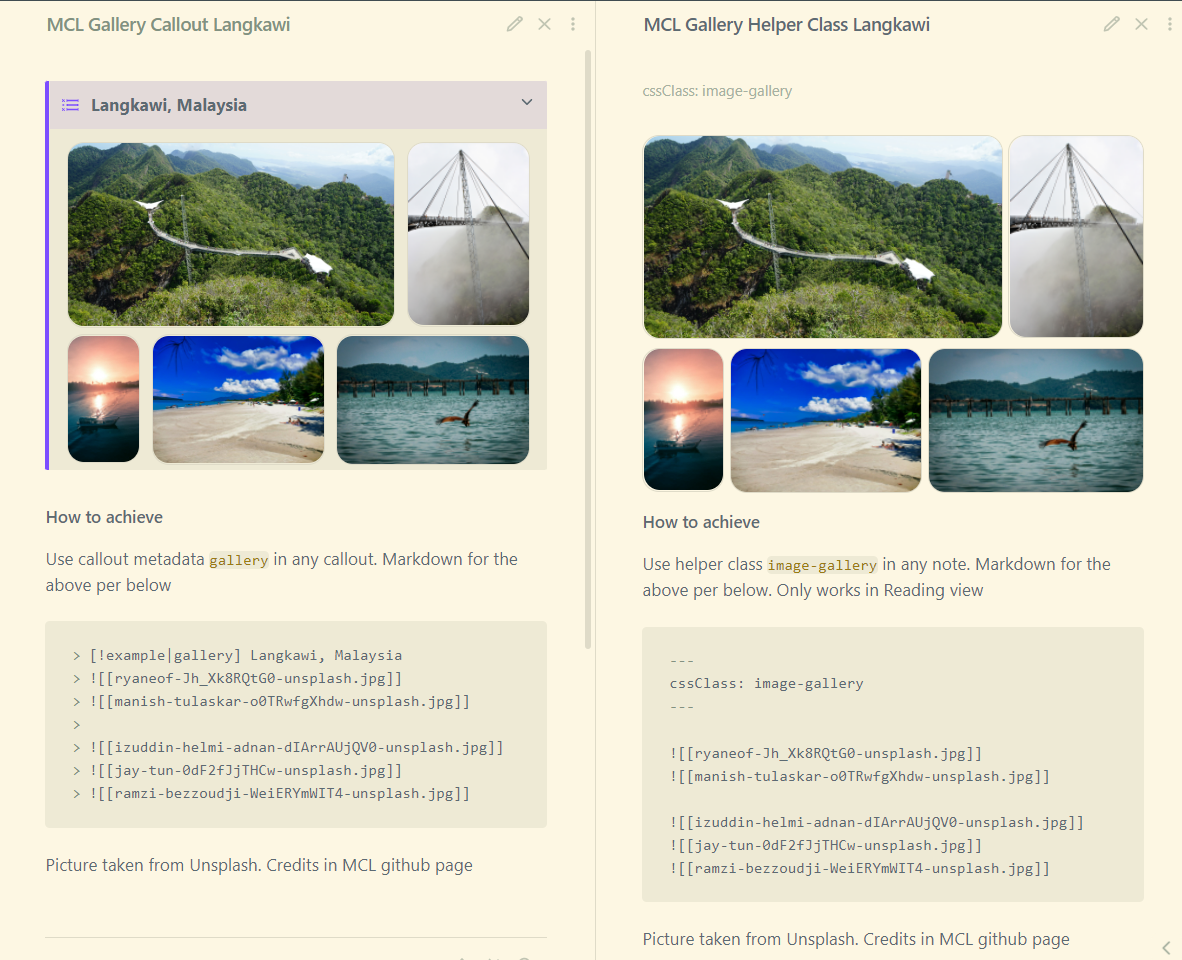 MCL Gallery Callout Langkawi
Langkawi, Malaysia
How to achieve
Use callout metadata gallery in any callout. Markdown for the
above per below
> [!example|gallery] Langkawi, Malaysia
> ![[ryaneof-Jh_Xk8RQtG0-unsplash.jpg]]
> ![[manish-tulaskar-o0TRwfgXhdw-unsplash.jpg]]
>
> ![[izuddin-helmi-adnan-dIArrAUjQV0-unsplash.jpg]]
> ![[jay-tun-0dF2fJjTHCw-unsplash.jpg]]
> ![[ramzi-bezzoudji-WeiERYmWIT4-unsplash.jpg]]
Picture taken from Unsplash. Credits in MCL github page
MCL Gallery Helper Class Langkawi
cssClass: image-gallery
How to achieve
Use helper class image-gallery in any note. Markdown for the
above per below. Only works in Reading view
---
cssClass: image-gallery
---
![[ryaneof-Jh_Xk8RQtG0-unsplash.jpg]]
![[manish-tulaskar-o0TRwfgXhdw-unsplash.jpg]]
![[izuddin-helmi-adnan-dIArrAUjQV0-unsplash.jpg]]
![[jay-tun-0dF2fJjTHCw-unsplash.jpg]]
![[ramzi-bezzoudji-WeiERYmWIT4-unsplash.jpg]]
Picture taken from Unsplash. Credits in MCL github page